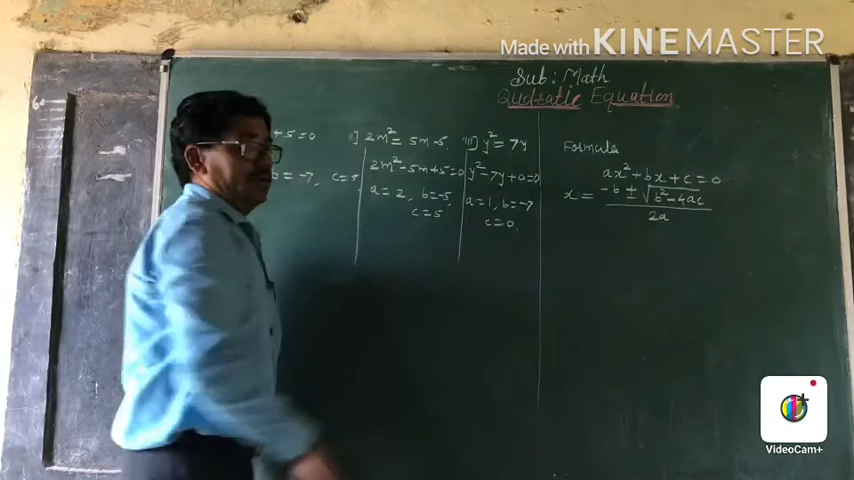 Made with KINEMASTER
Sub: Math
Quadratic Equation
+5=0
=-7, c=5
ii] 2m²= 5m-5,
2m²-5m+5=0
a=2, b=-5,
c=5
iii] y²=7y
y²-7y+0=0
a=1, b=-7
c=0.
Formula
ax²+bx+c=0
x= -b ± √b²-4ac
2a
VideoCam+